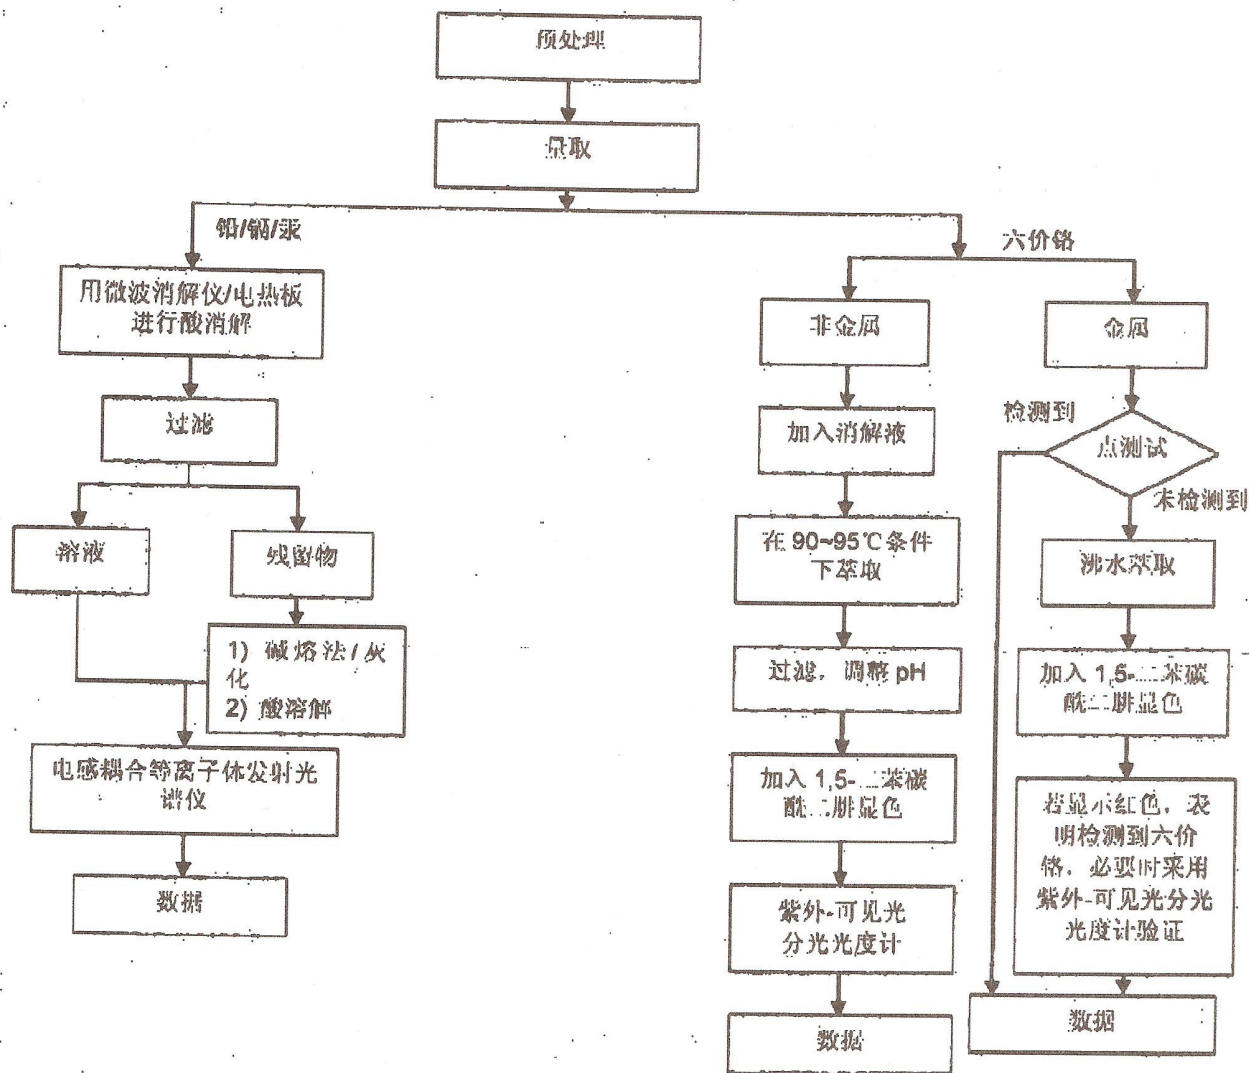 预处理
量取
铅/镉/汞
六价铬
用微波消解仪/电热板
进行酸消解
过滤
溶液
残留物
1) 碱熔法/灰
化
2) 酸溶解
电感耦合等离子体发射光
谱仪
数据
非金属
加入消解液
在 90~95℃条件
下萃取
过滤，调整 pH
加入 1,5-二苯碳
酰二肼显色
紫外-可见光
分光光度计
数据
金属
检测到
点测试
未检测到
沸水萃取
加入 1,5-二苯碳
酰二肼显色
若显示红色，表
明检测到六价
铬，必要时采用
紫外-可见光分光
光度计验证
数据